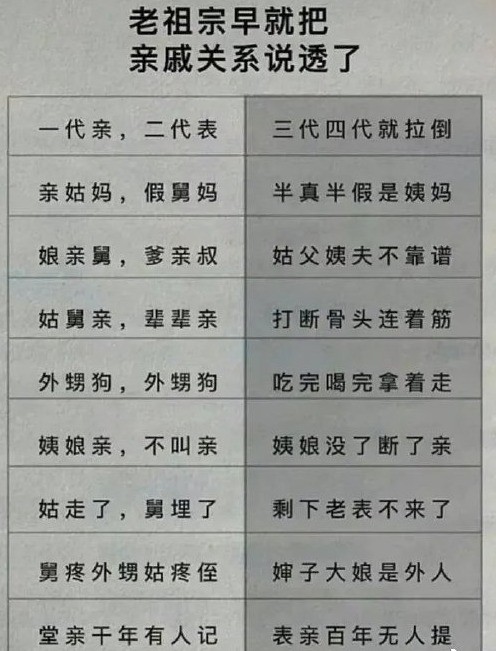 老祖宗早就把
亲戚关系说透了
一代亲，二代表 三代四代就拉倒
亲姑妈，假舅妈 半真半假是姨妈
娘亲舅，爹亲叔 姑父姨夫不靠谱
姑舅亲，辈辈亲 打断骨头连着筋
外甥狗，外甥狗 吃完喝完拿着走
姨娘亲，不叫亲 姨娘没了断了亲
姑走了，舅埋了 剩下老表不来了
舅疼外甥姑疼侄 婶子大娘是外人
堂亲千年有人记 表亲百年无人提